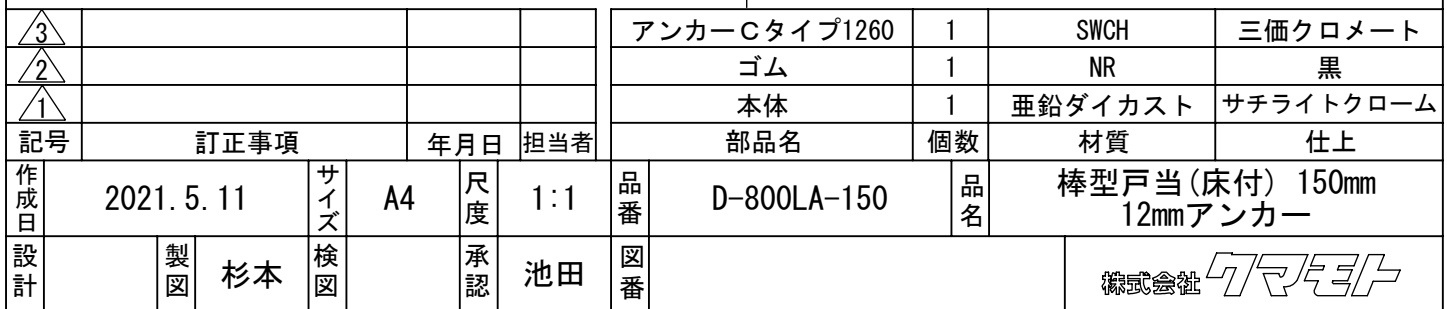 3 アンカーＣタイプ1260 1 SWCH 三価クロメート
2 ゴム 1 NR 黒
1 本体 1 亜鉛ダイカスト サチライトクローム
記号 訂正事項 年月日 担当者 部品名 個数 材質 仕上
作成日 2021.5.11 サイズ A4 尺度 1:1 品番 D-800LA-150 品名 棒型戸当(床付) 150mm
12mmアンカー
設計 製図 杉本 検図 承認 池田 図番 株式会社クマモト